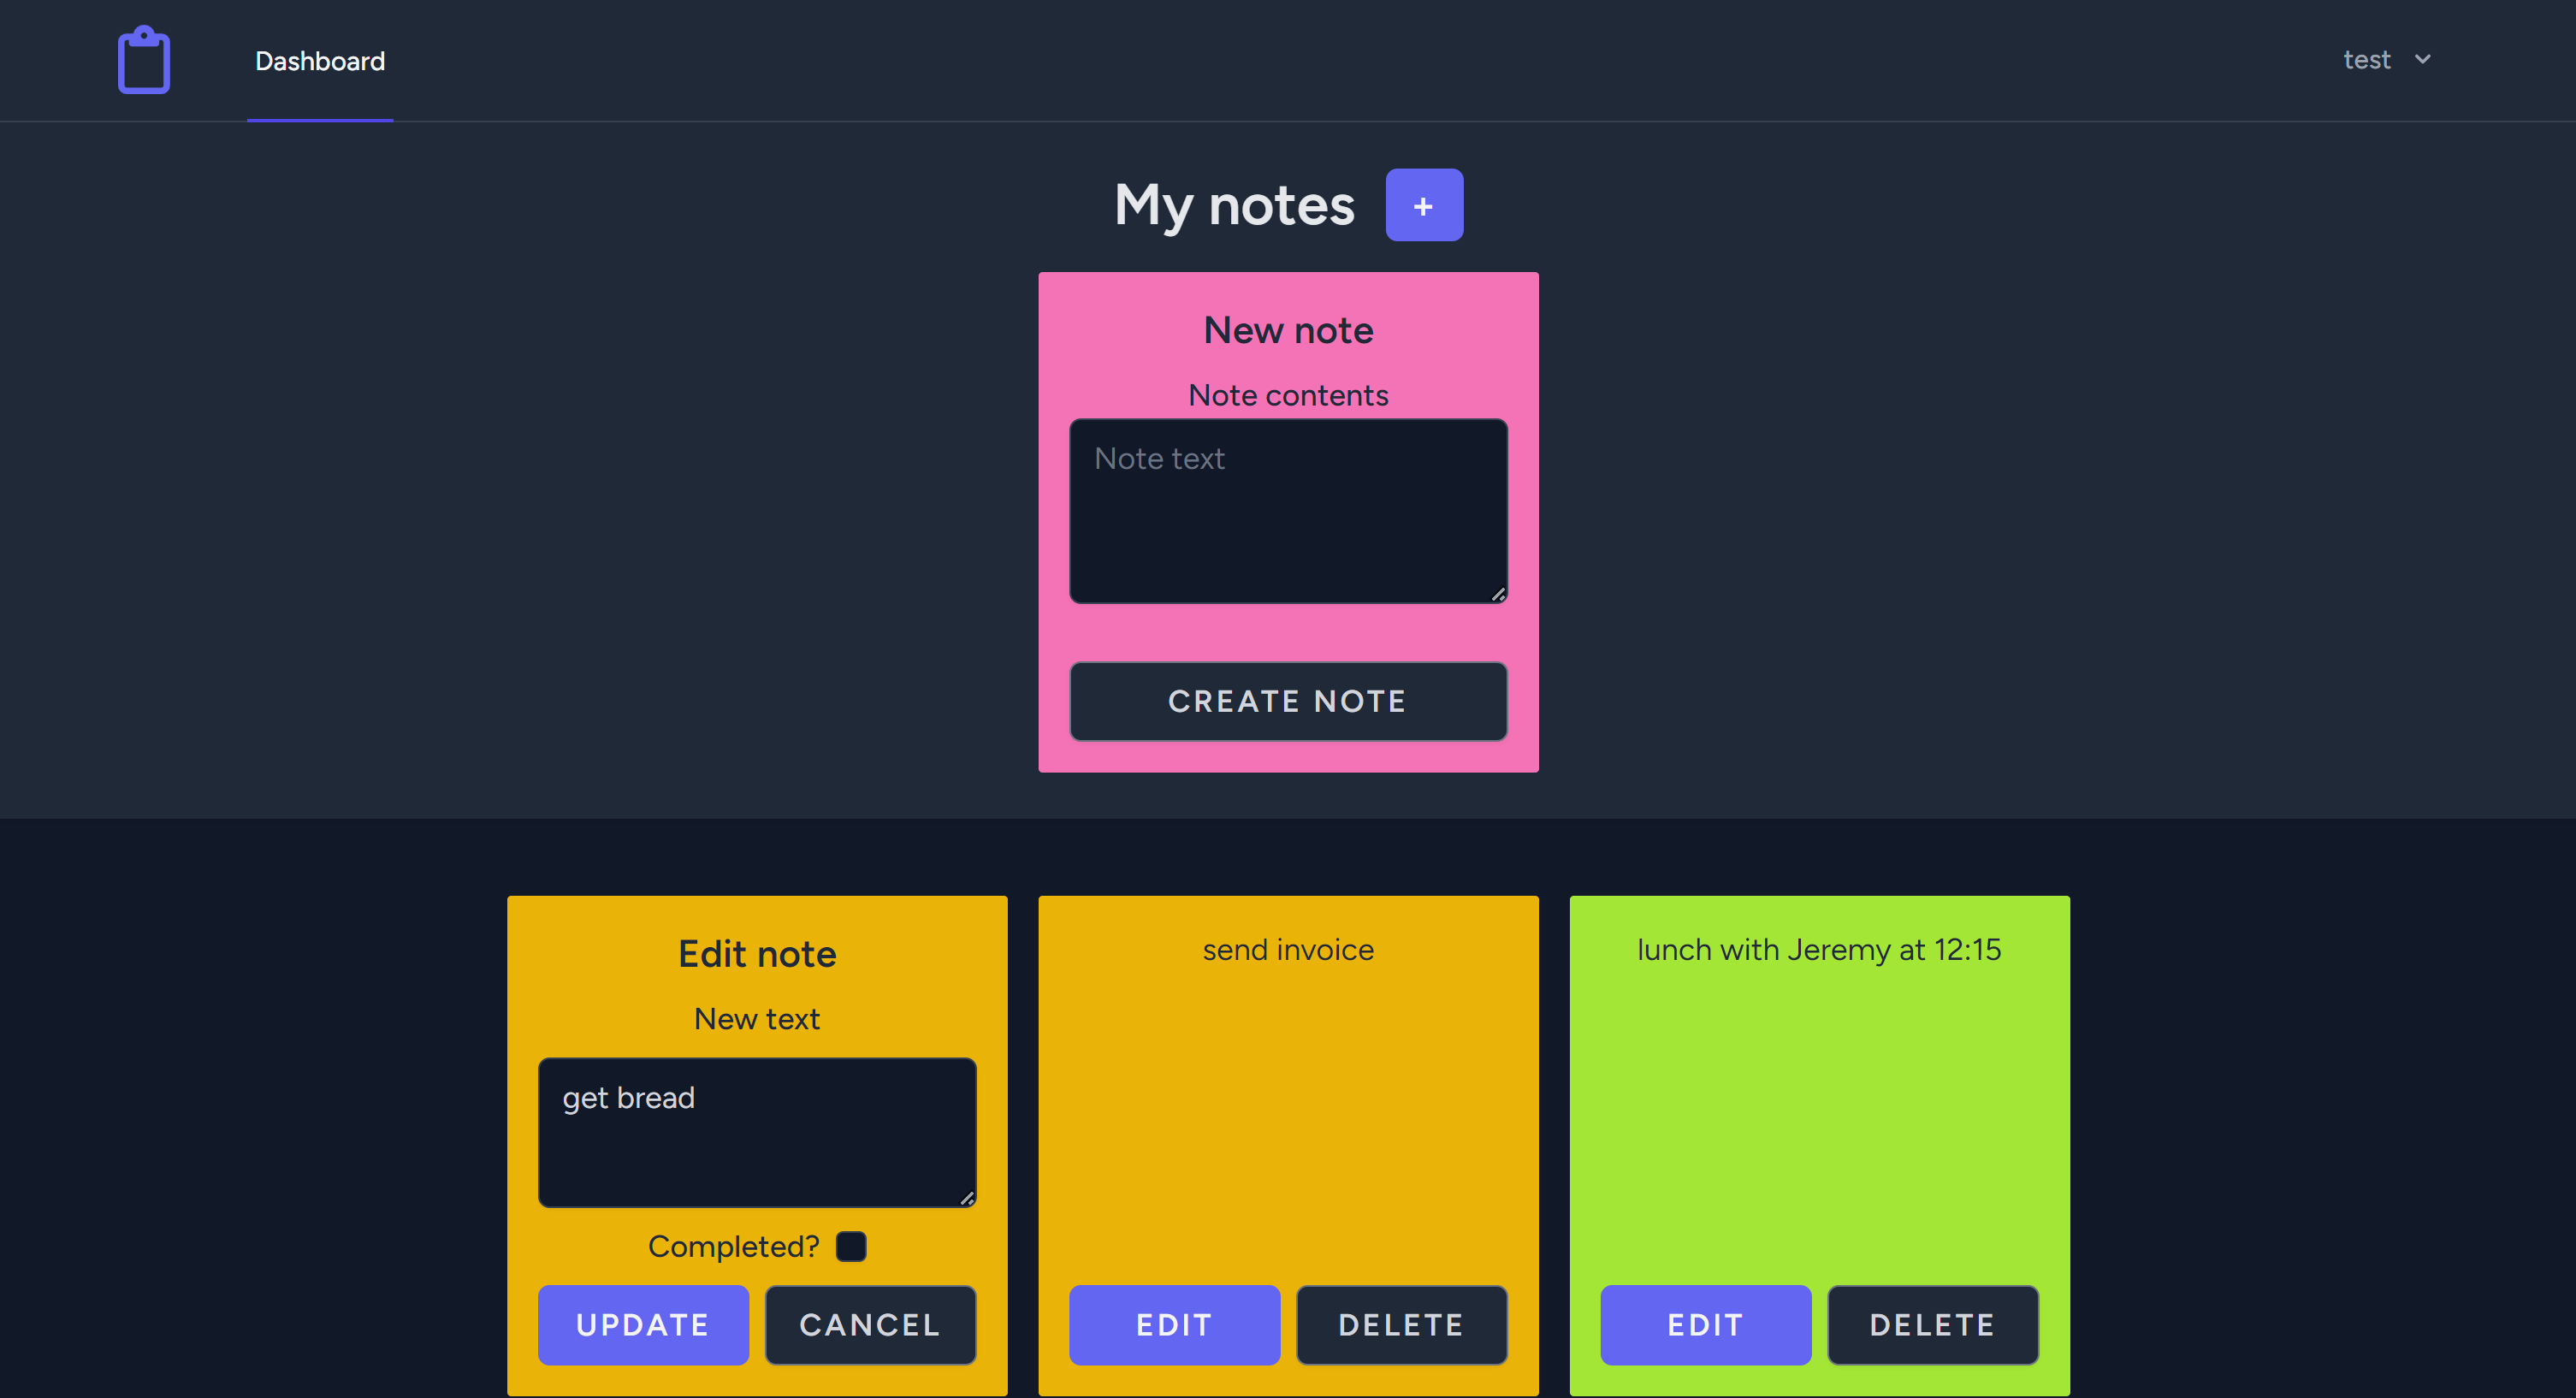 Dashboard
test
My notes +
New note
Note contents
Note text
CREATE NOTE
Edit note
New text
get bread
Completed?
UPDATE CANCEL
send invoice
EDIT DELETE
lunch with Jeremy at 12:15
EDIT DELETE